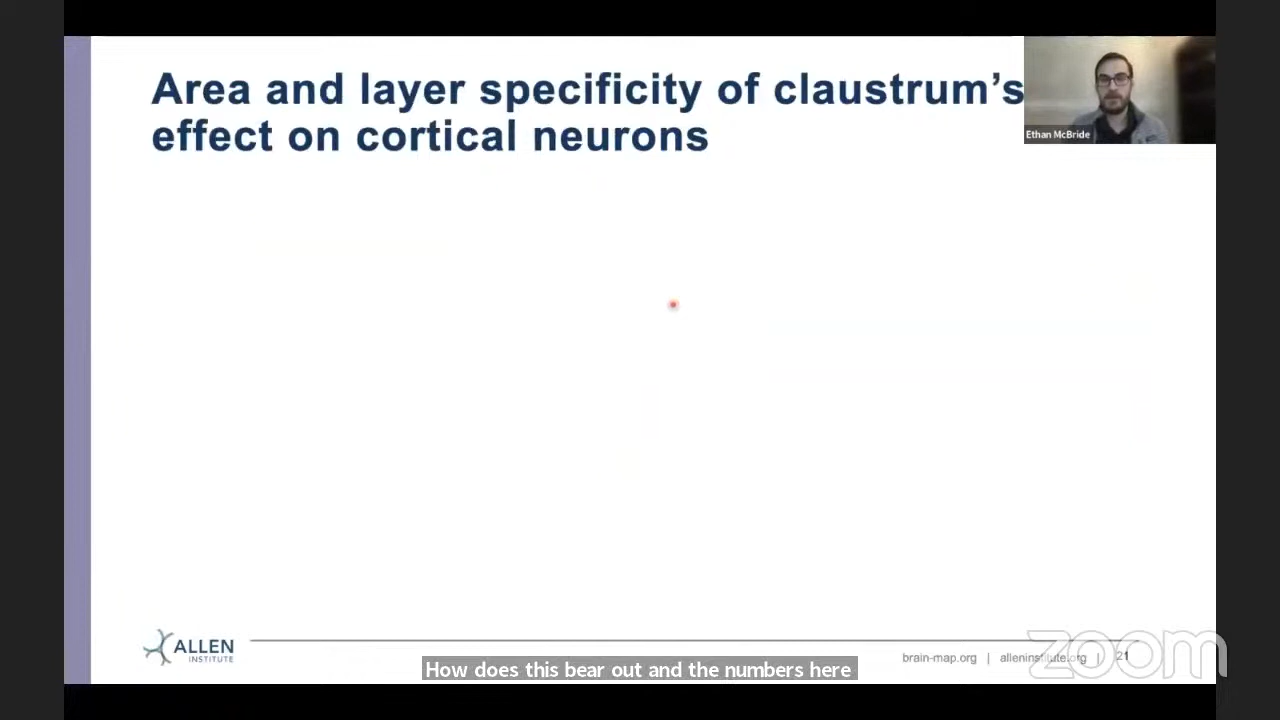 Area and layer specificity of claustrum's
effect on cortical neurons
Ethan McBride
ALLEN
INSTITUTE
brain-map.org | alleninstitute.org | 21
zoom
How does this bear out and the numbers here